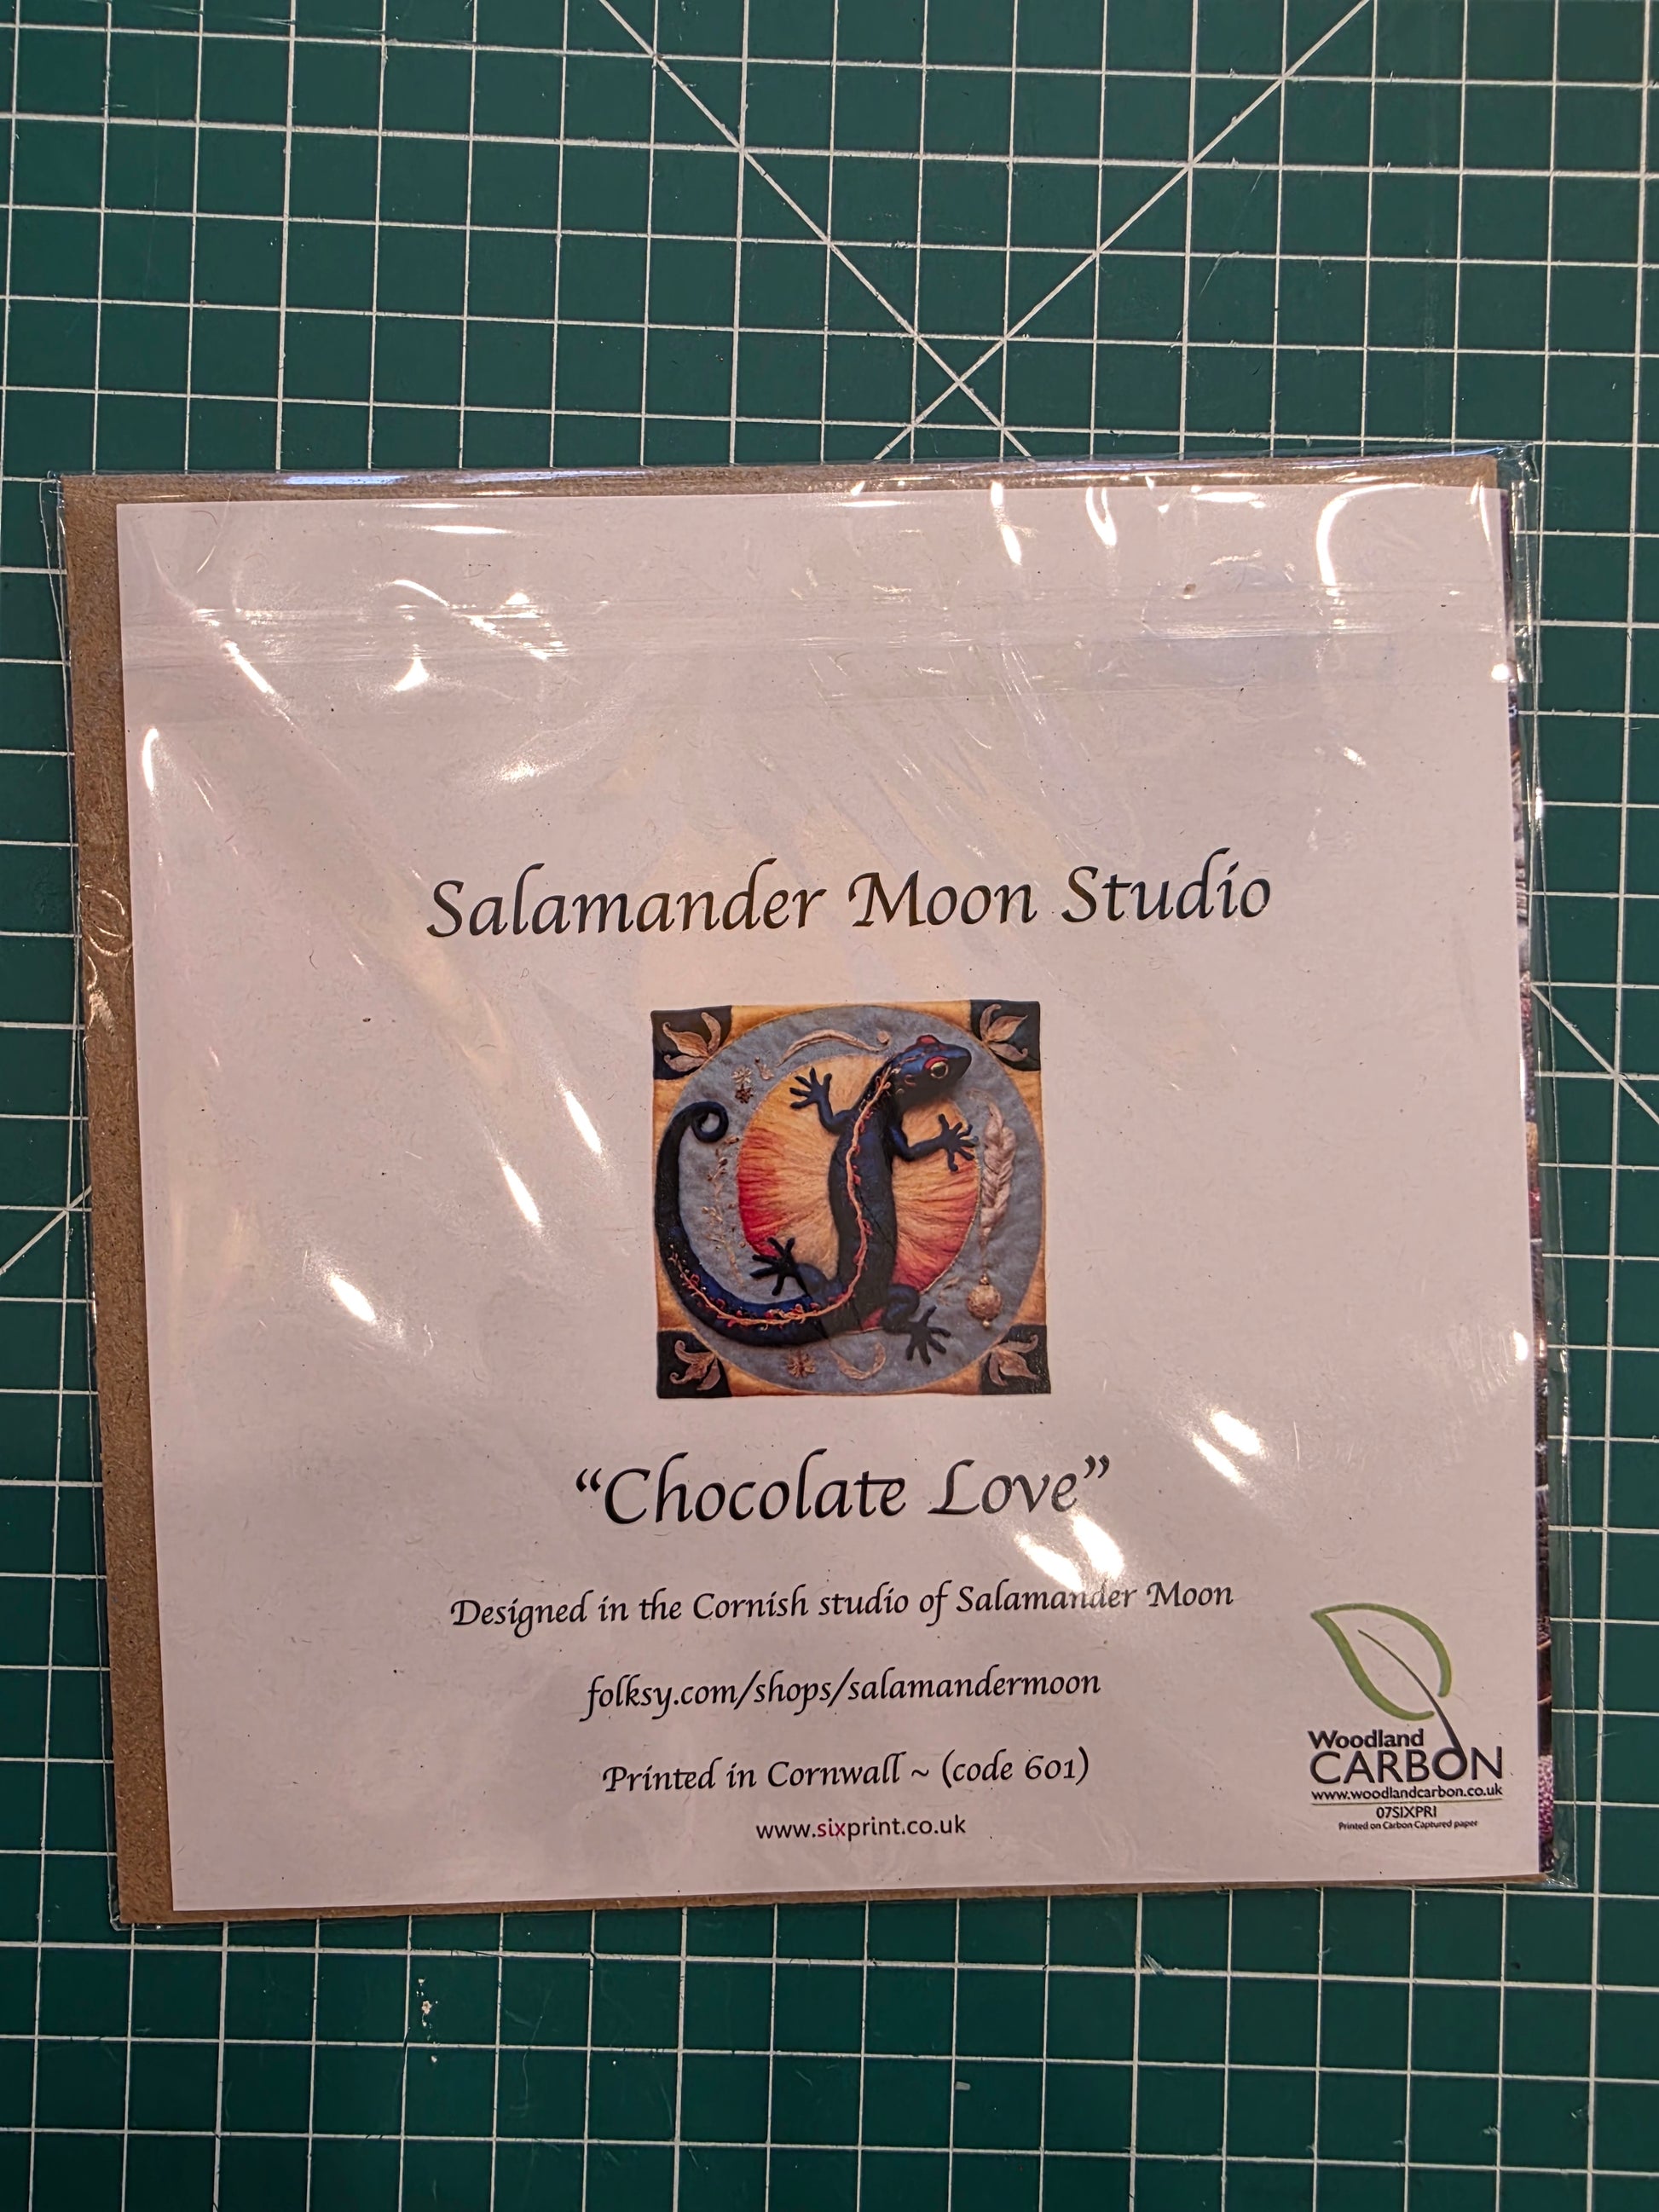 Salamander Moon Studio
“Chocolate Love”
Designed in the Cornish studio of Salamander Moon
folksy.com/shops/salamandermoon
Printed in Cornwall ~ (code 601)
www.sixprint.co.uk
Woodland
CARBON
www.woodlandcarbon.co.uk
07SIXPRI
Printed on Carbon Captured paper